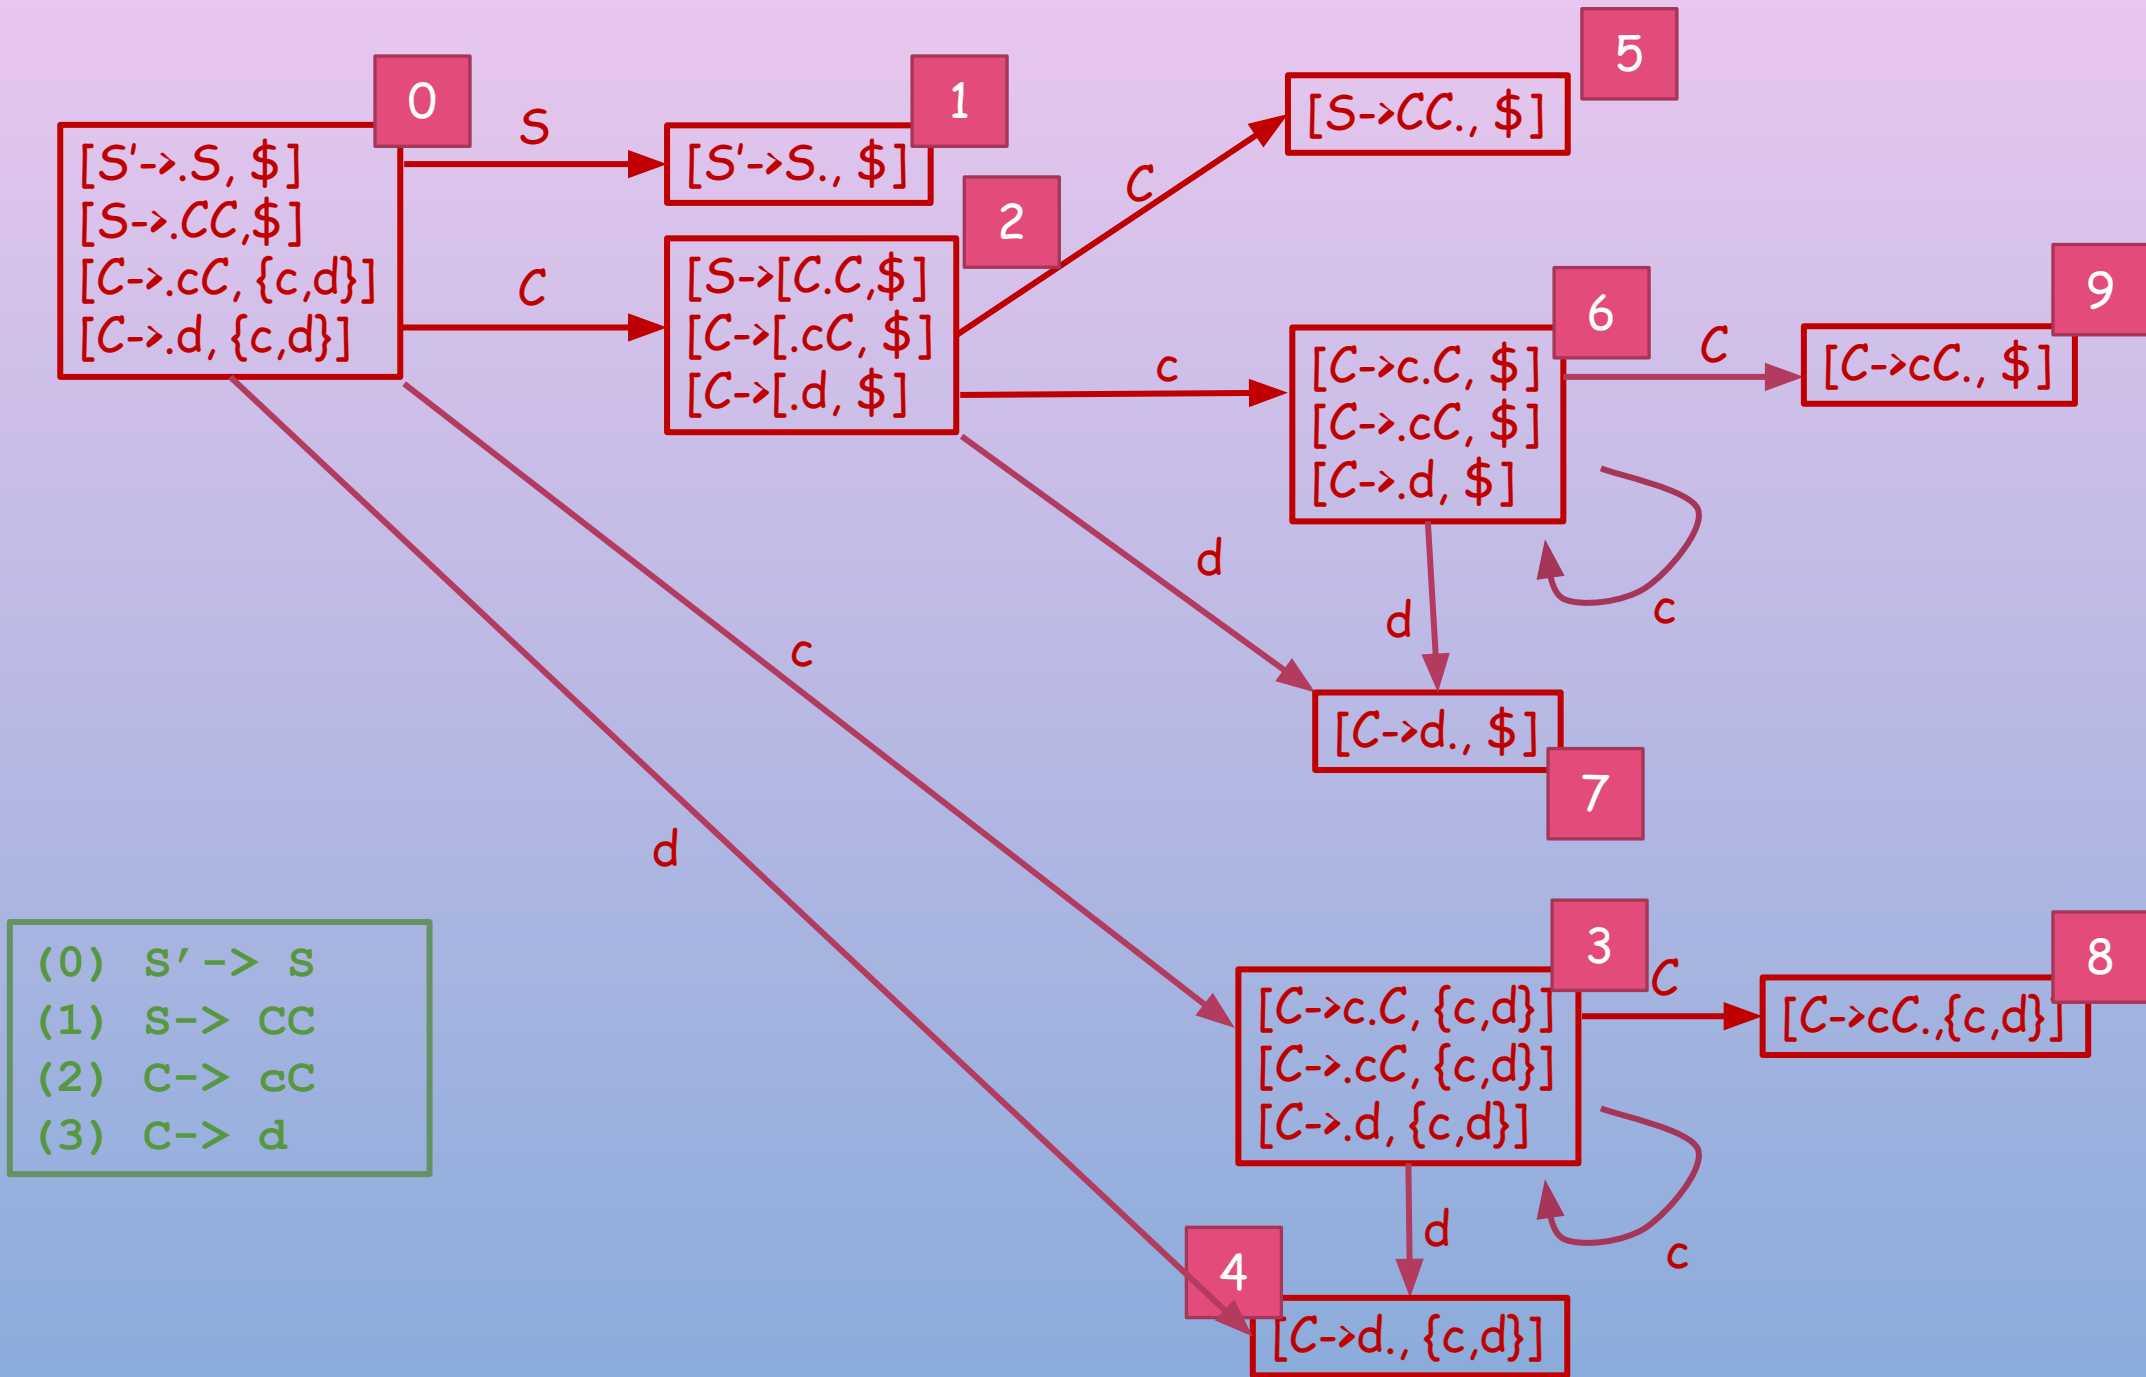 0
[S'->.S, $]
[S->.CC,$]
[C->.cC, {c,d}]
[C->.d, {c,d}]
S
C
1
[S'->S., $]
2
[S->[C.C,$]
[C->[.cC, $]
[C->[.d, $]
C
c
d
5
[S->CC., $]
6
[C->c.C, $]
[C->.cC, $]
[C->.d, $]
C
c
d
9
[C->cC., $]
[C->d., $]
7
c
d
3
[C->c.C, {c,d}]
[C->.cC, {c,d}]
[C->.d, {c,d}]
C
c
d
8
[C->cC.,{c,d}]
4
[C->d., {c,d}]
(0) S'-> S
(1) S-> CC
(2) C-> cC
(3) C-> d